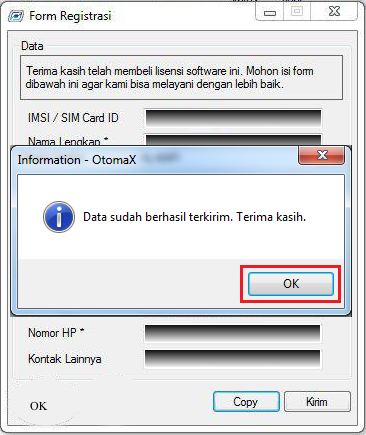 Form Registrasi
Data
Terima kasih telah membeli lisensi software ini. Mohon isi form
dibawah ini agar kami bisa melayani dengan lebih baik.
IMSI / SIM Card ID
Nama Lengkap *
Information - OtomaX
Data sudah berhasil terkirim. Terima kasih.
OK
Nomor HP *
Kontak Lainnya
OK
Copy
Kirim